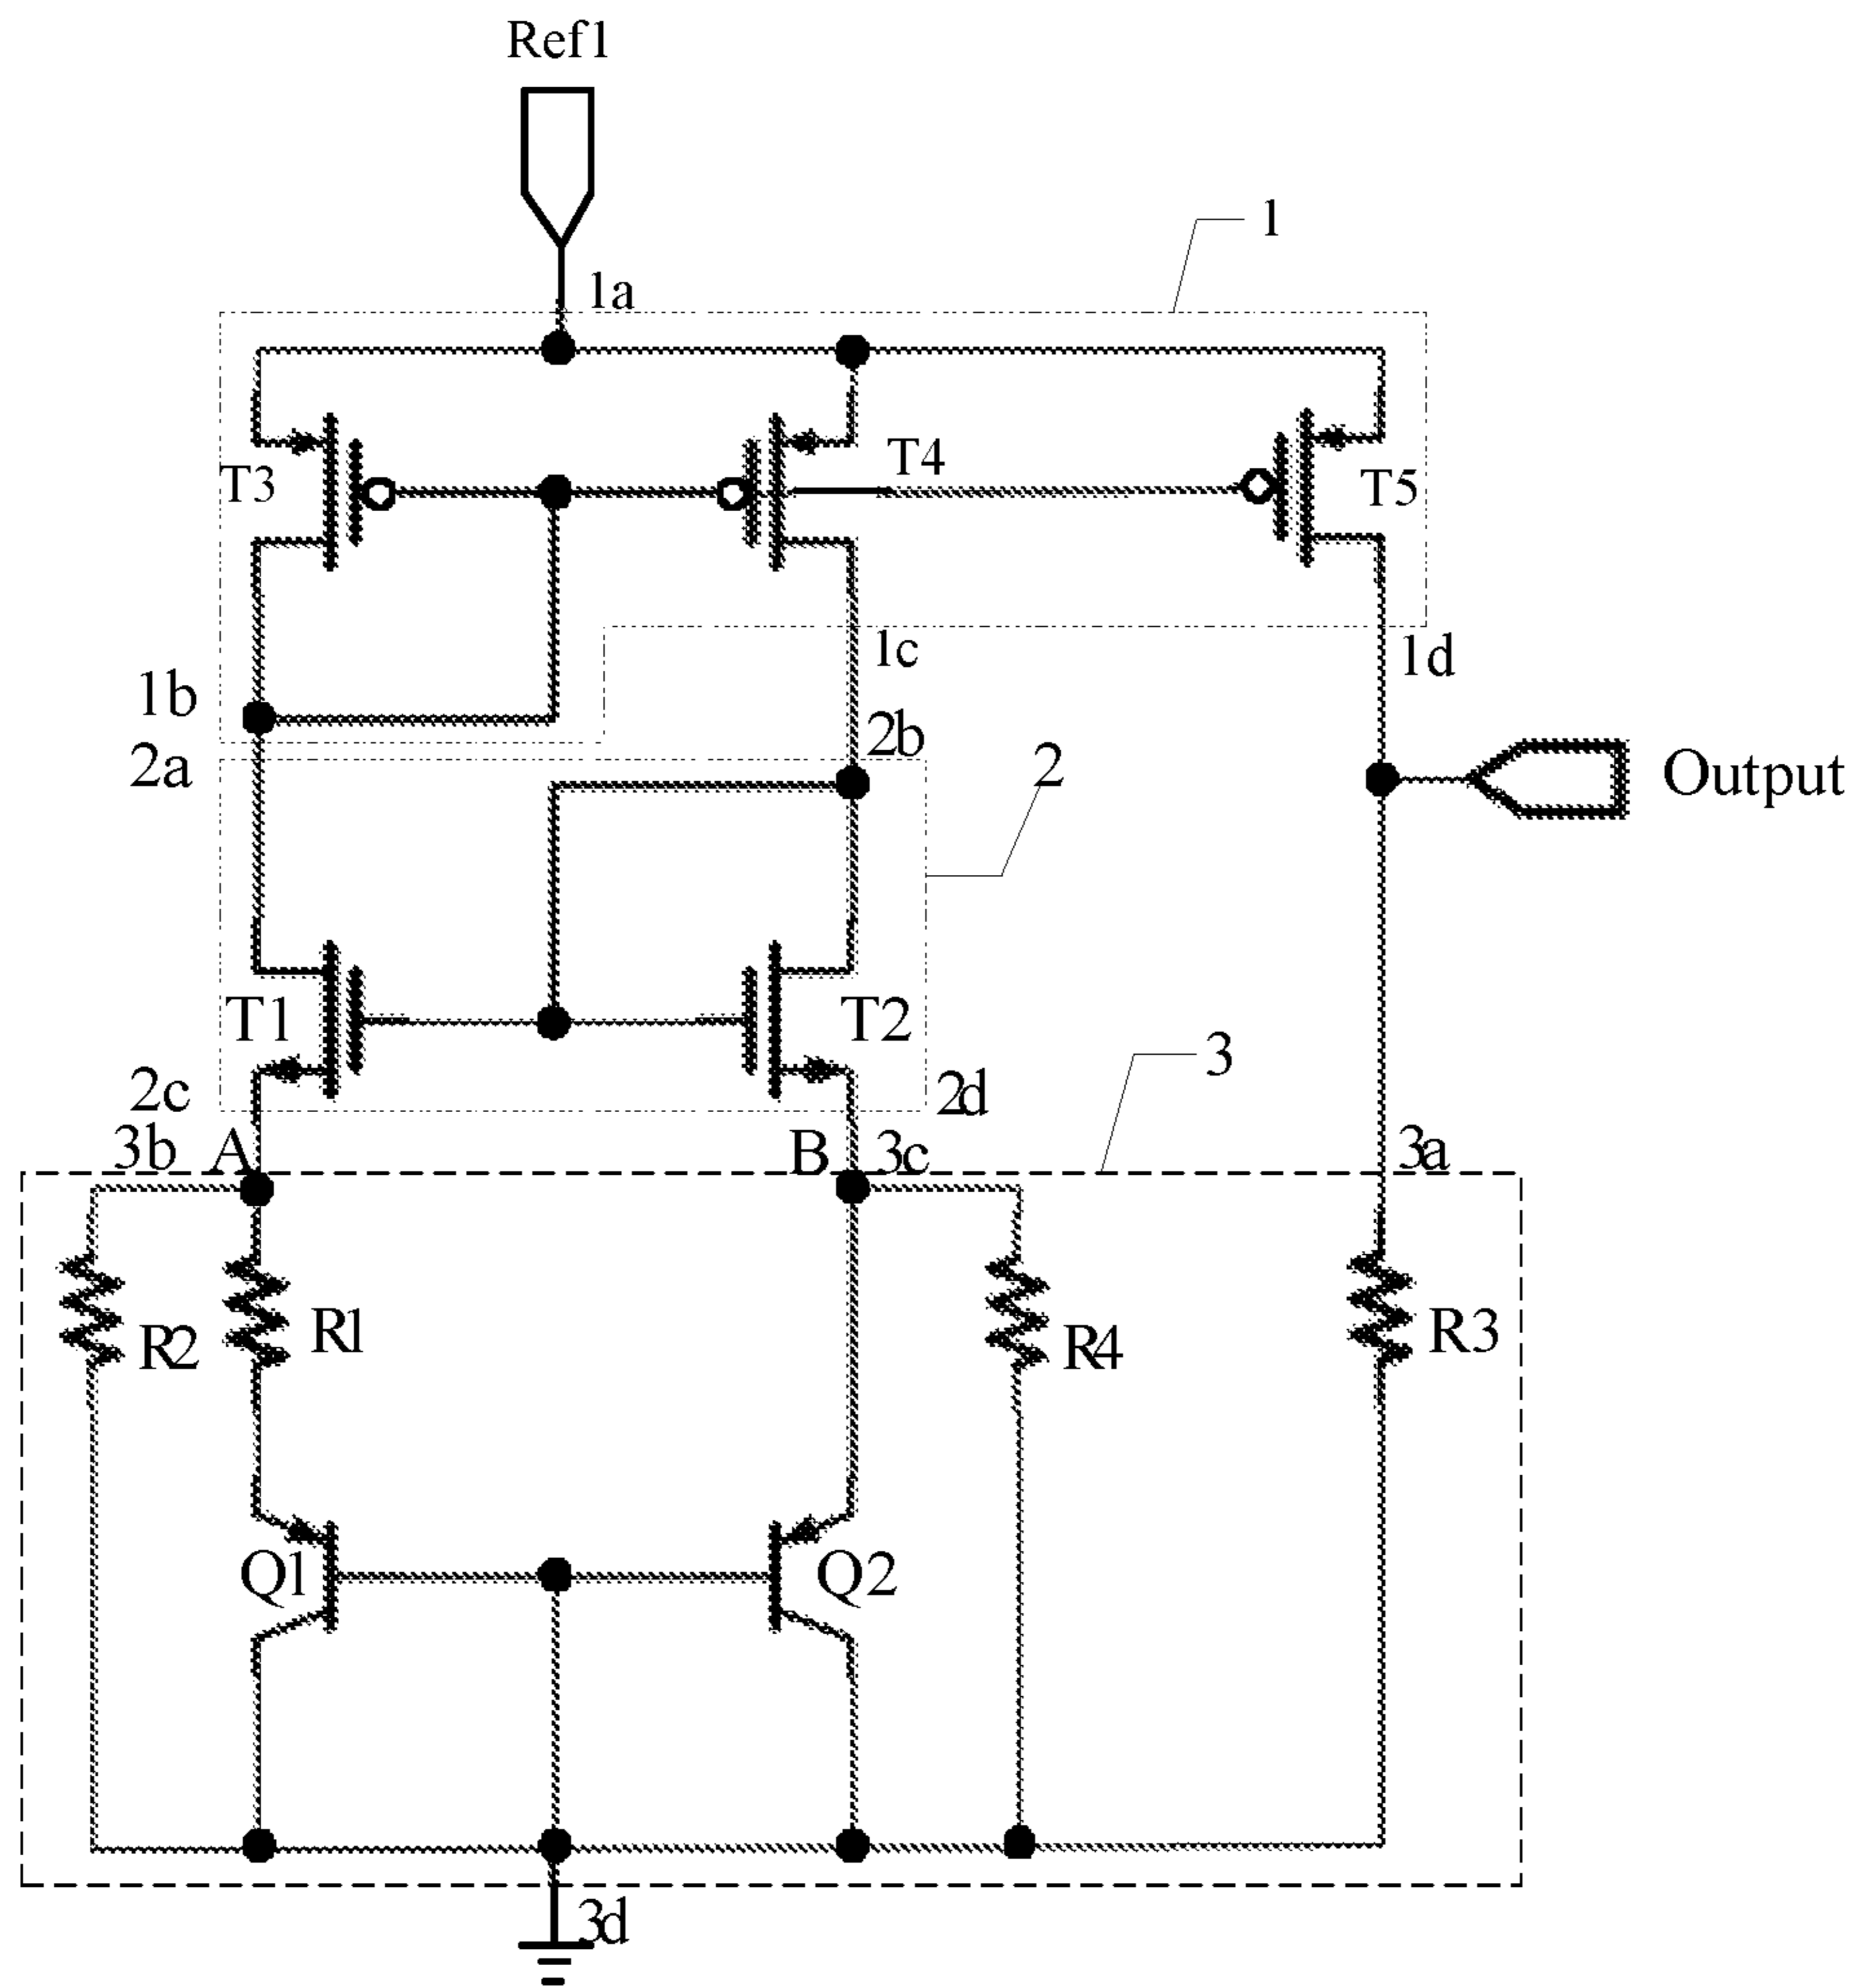 Ref1
1
1a
T3
T4
T5
1b
1c
1d
2a
2b
2
Output
T1
T2
2c
2d
3
3b
A
B
3c
3a
R2
R1
R4
R3
Q1
Q2
3d